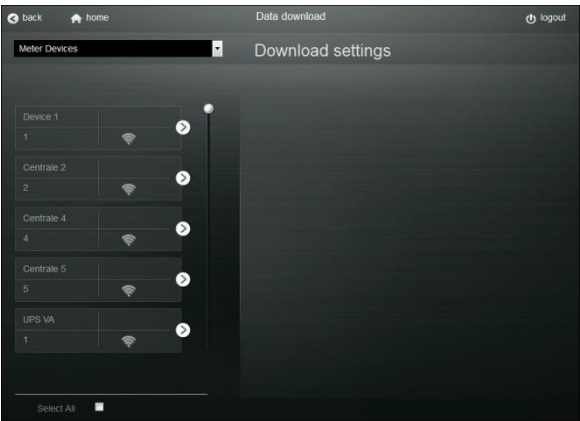 back home Data download logout
Meter Devices
Download settings
Device 1
1
Centrale 2
2
Centrale 4
4
Centrale 5
5
UPS VA
1
Select All